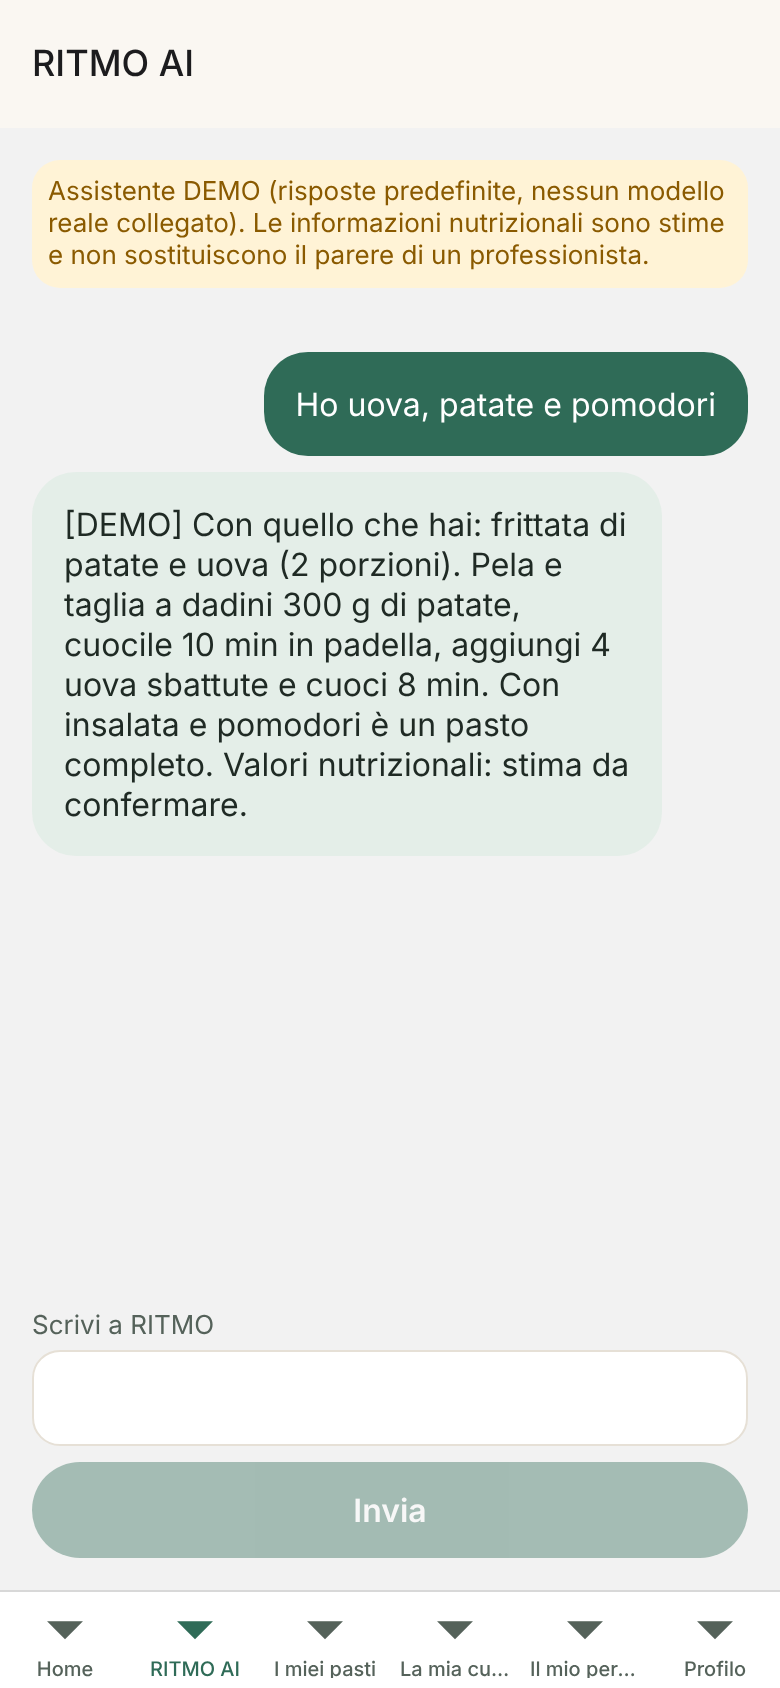 RITMO AI
Assistente DEMO (risposte predefinite, nessun modello
reale collegato). Le informazioni nutrizionali sono stime
e non sostituiscono il parere di un professionista.
Ho uova, patate e pomodori
[DEMO] Con quello che hai: frittata di
patate e uova (2 porzioni). Pela e
taglia a dadini 300 g di patate,
cuocile 10 min in padella, aggiungi 4
uova sbattute e cuoci 8 min. Con
insalata e pomodori è un pasto
completo. Valori nutrizionali: stima da
confermare.
Scrivi a RITMO
Invia
Home RITMO AI I miei pasti La mia cu... Il mio per... Profilo